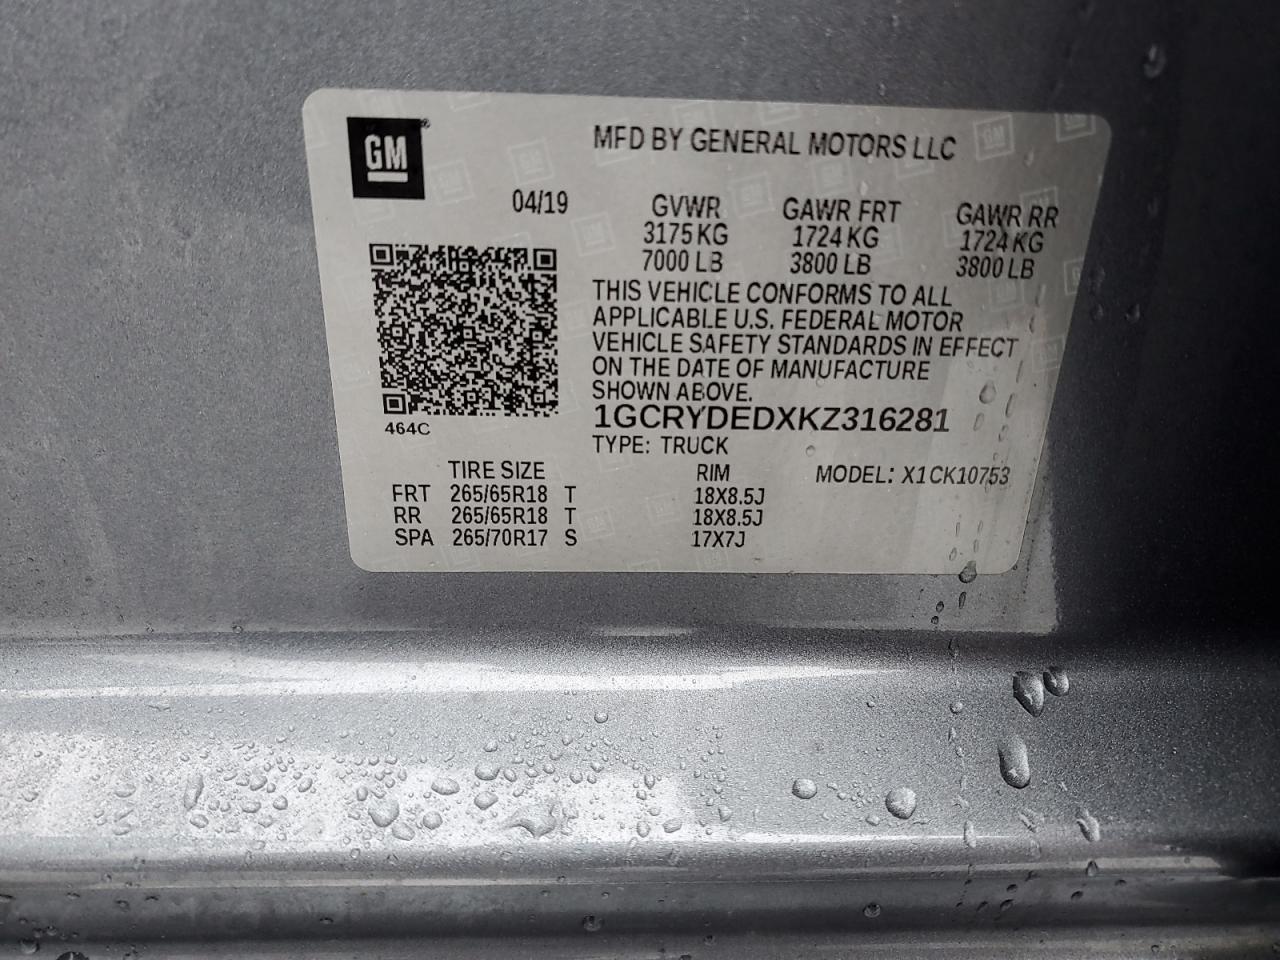 GM
MFD BY GENERAL MOTORS LLC
04/19 GVWR GAWR FRT GAWR RR
3175 KG 1724 KG 1724 KG
7000 LB 3800 LB 3800 LB
THIS VEHICLE CONFORMS TO ALL
APPLICABLE U.S. FEDERAL MOTOR
VEHICLE SAFETY STANDARDS IN EFFECT
ON THE DATE OF MANUFACTURE
SHOWN ABOVE.
1GCRYDEDXKZ316281
464C
TYPE: TRUCK
TIRE SIZE RIM MODEL: X1CK10753
FRT 265/65R18 T 18X8.5J
RR 265/65R18 T 18X8.5J
SPA 265/70R17 S 17X7J